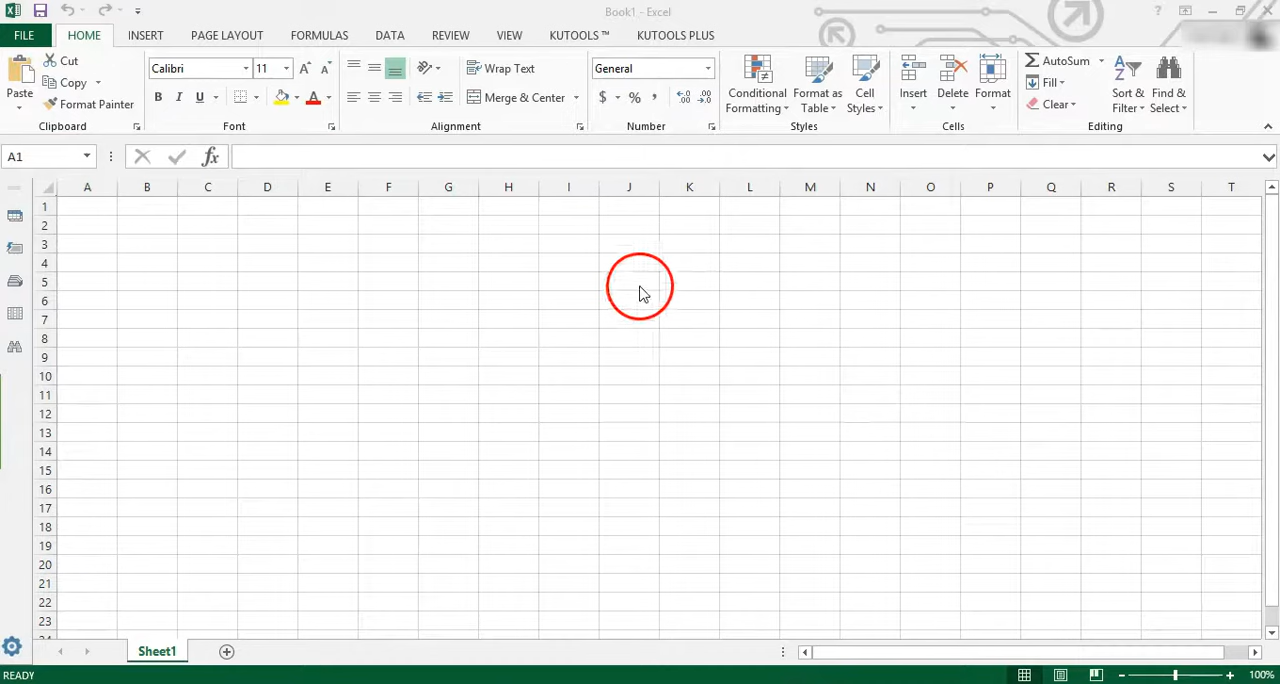 Book1 - Excel
?
FILE HOME INSERT PAGE LAYOUT FORMULAS DATA REVIEW VIEW KUTOOLS ™ KUTOOLS PLUS
Paste
Cut
Copy
Format Painter
Clipboard
Calibri 11 A A
B I U A
Font
Wrap Text
Merge & Center
Alignment
General
$ % , .0 .00
Number
Conditional Formatting
Format as Table
Cell Styles
Styles
Insert Delete Format
Cells
AutoSum
Fill
Clear
Sort & Filter
Find & Select
Editing
A1 fx
A B C D E F G H I J K L M N O P Q R S T
1
2
3
4
5
6
7
8
9
10
11
12
13
14
15
16
17
18
19
20
21
22
23
Sheet1
READY 100%